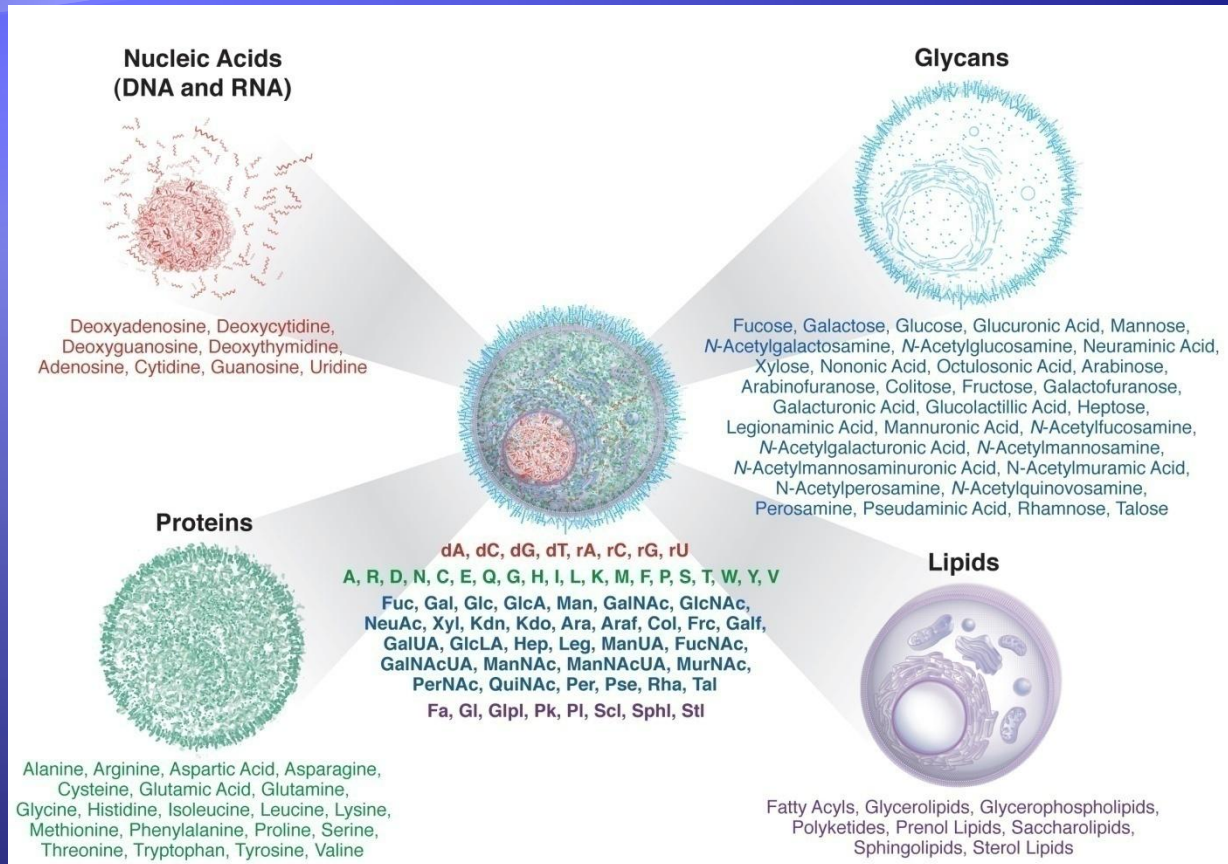 Nucleic Acids
(DNA and RNA)
Deoxyadenosine, Deoxycytidine,
Deoxyguanosine, Deoxythymidine,
Adenosine, Cytidine, Guanosine, Uridine
Glycans
Fucose, Galactose, Glucose, Glucuronic Acid, Mannose,
N-Acetylgalactosamine, N-Acetylglucosamine, Neuraminic Acid,
Xylose, Nononic Acid, Octulosonic Acid, Arabinose,
Arabinofuranose, Colitose, Fructose, Galactofuranose,
Galacturonic Acid, Glucolactillic Acid, Heptose,
Legionaminic Acid, Mannuronic Acid, N-Acetylfucosamine,
N-Acetylgalacturonic Acid, N-Acetylmannosamine,
N-Acetylmannosaminuronic Acid, N-Acetylmuramic Acid,
N-Acetylperosamine, N-Acetylquinovosamine,
Perosamine, Pseudaminic Acid, Rhamnose, Talose
dA, dC, dG, dT, rA, rC, rG, rU
A, R, D, N, C, E, Q, G, H, I, L, K, M, F, P, S, T, W, Y, V
Fuc, Gal, Glc, GlcA, Man, GalNAc, GlcNAc,
NeuAc, Xyl, Kdn, Kdo, Ara, Araf, Col, Frc, Galf,
GalUA, GlcLA, Hep, Leg, ManUA, FucNAc,
GalNAcUA, ManNAc, ManNAcUA, MurNAc,
PerNAc, QuiNAc, Per, Pse, Rha, Tal
Fa, Gl, Glpl, Pk, Pl, Scl, Sphl, Stl
Proteins
Alanine, Arginine, Aspartic Acid, Asparagine,
Cysteine, Glutamic Acid, Glutamine,
Glycine, Histidine, Isoleucine, Leucine, Lysine,
Methionine, Phenylalanine, Proline, Serine,
Threonine, Tryptophan, Tyrosine, Valine
Lipids
Fatty Acyls, Glycerolipids, Glycerophospholipids,
Polyketides, Prenol Lipids, Saccharolipids,
Sphingolipids, Sterol Lipids